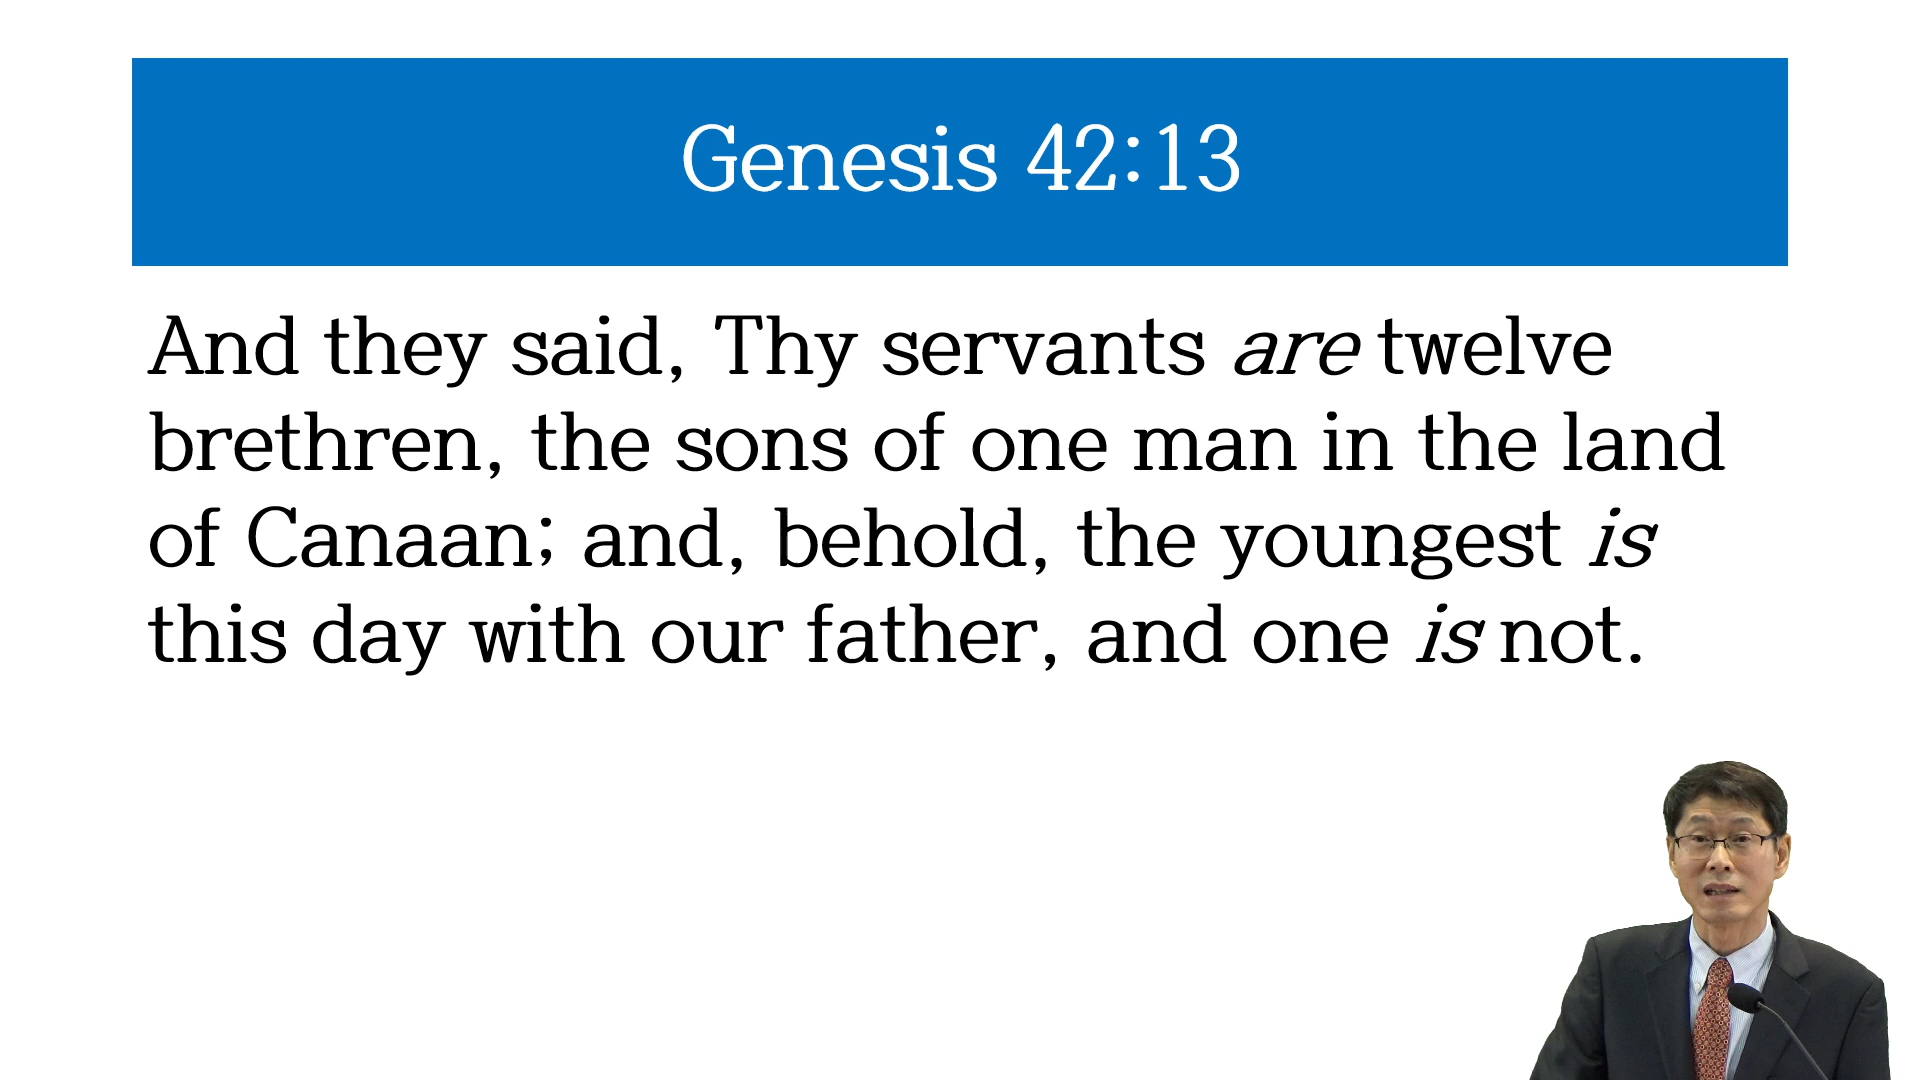 Genesis 42:13
And they said, Thy servants are twelve
brethren, the sons of one man in the land
of Canaan; and, behold, the youngest is
this day with our father, and one is not.